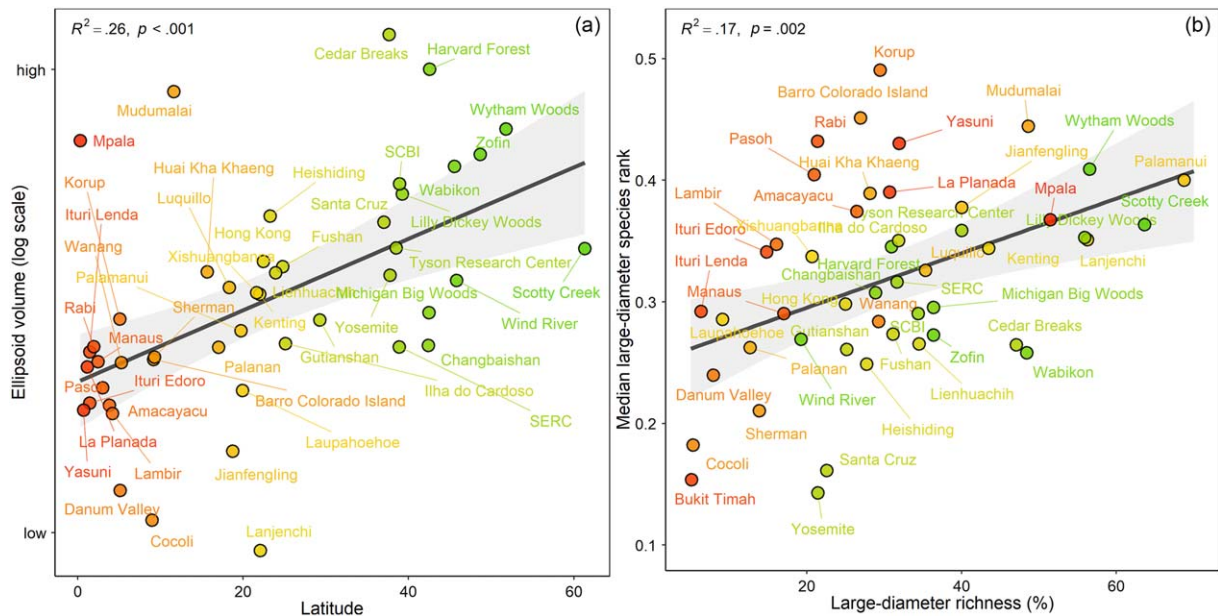 R² = .26, p < .001
(a)
Cedar Breaks
Harvard Forest
high
Mudumalai
Wytham Woods
Mpala
Zofin
SCBI
Huai Kha Khaeng
Heishiding
Wabikon
Korup
Luquillo
Santa Cruz
Lilly Dickey Woods
Ituri Lenda
Hong Kong
Fushan
Wanang
Xishuangbanna
Tyson Research Center
Palamanui
Lienhuachih
Michigan Big Woods
Scotty Creek
Rabi
Sherman
Manaus
Kenting
Yosemite
Wind River
Gutianshan
Changbaishan
Palanan
Pasoh
Ituri Edoro
Ilha do Cardoso
Barro Colorado Island
Amacayacu
SERC
La Planada
Laupahoehoe
Yasuni
Lambir
Jianfengling
Danum Valley
low
Cocoli
Lanjenchi
0
20
40
60
Latitude
Ellipsoid volume (log scale)
R² = .17, p = .002
(b)
0.5
Korup
Barro Colorado Island
Mudumalai
Rabi
Yasuni
Wytham Woods
Pasoh
Jianfengling
Huai Kha Khaeng
Palamanui
0.4
La Planada
Lambir
Amacayacu
Mpala
Tyson Research Center
Scotty Creek
Xishuangbanna
Ilha do Cardoso
Lilly Dickey Woods
Ituri Edoro
Luquillo
Harvard Forest
Kenting
Lanjenchi
Ituri Lenda
Changbaishan
SERC
Manaus
Hong Kong
Wanang
Michigan Big Woods
0.3
Laupahoehoe
Gutianshan
SCBI
Cedar Breaks
Palanan
Fushan
Zofin
Wabikon
Danum Valley
Wind River
Lienhuachih
Sherman
Heishiding
0.2
Cocoli
Santa Cruz
Bukit Timah
Yosemite
0.1
20
40
60
Large-diameter richness (%)
Median large-diameter species rank